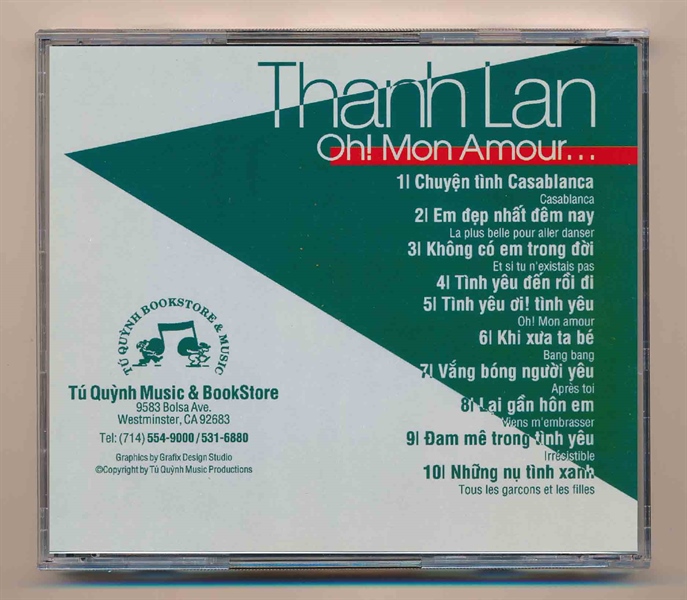 Thanh Lan
Oh! Mon Amour...
1| Chuyện tình Casablanca
Casablanca
2| Em đẹp nhất đêm nay
La plus belle pour aller danser
3| Không có em trong đời
Et si tu n'existais pas
4| Tình yêu đến rồi đi
5| Tình yêu ơi! tình yêu
Oh! Mon amour
6| Khi xưa ta bé
Bang bang
7| Vắng bóng người yêu
Après toi
8| Lại gần hôn em
Viens m'embrasser
9| Đam mê trong tình yêu
Irrésistible
10| Những nụ tình xanh
Tous les garcons et les filles
TÚ QUỲNH BOOKSTORE & MUSIC
Tú Quỳnh Music & BookStore
9583 Bolsa Ave.
Westminster, CA 92683
Tel: (714) 554-9000 / 531-6880
Graphics by Grafix Design Studio
©Copyright by Tú Quỳnh Music Productions